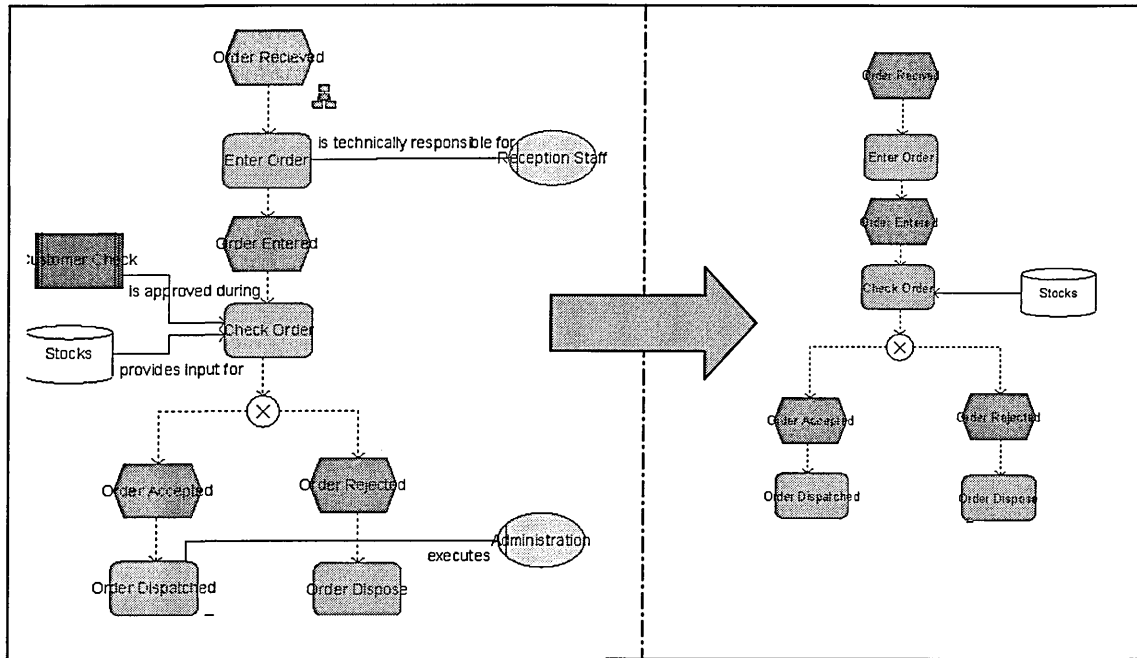 Order Recieved
is technically responsible for
Enter Order
Reception Staff
Order Entered
Customer Check
is approved during
Check Order
Stocks
provides input for
Order Accepted
Order Rejected
Administration
executes
Order Dispatched
Order Dispose
Order Recived
Enter Order
Order Entered
Check Order
Stocks
Order Accepted
Order Rejected
Order Dispatched
Order Dispose